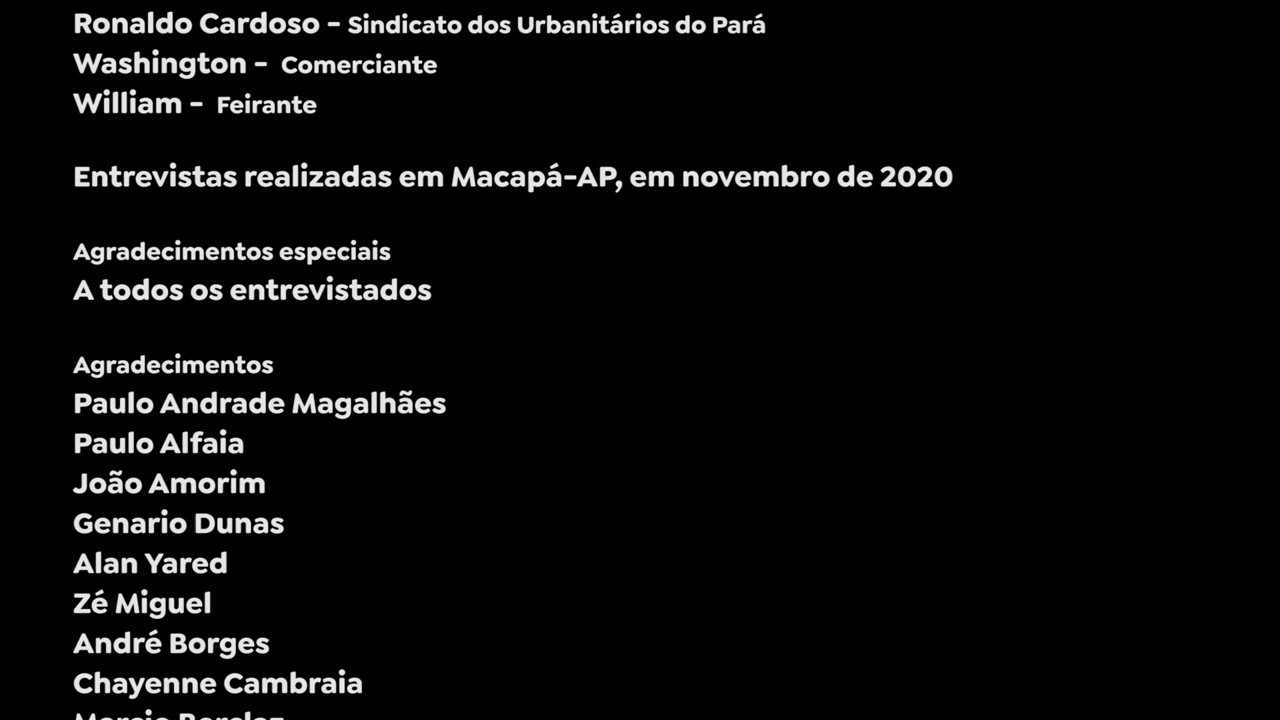 Ronaldo Cardoso - Sindicato dos Urbanitários do Pará
Washington - Comerciante
William - Feirante
Entrevistas realizadas em Macapá-AP, em novembro de 2020
Agradecimentos especiais
A todos os entrevistados
Agradecimentos
Paulo Andrade Magalhães
Paulo Alfaia
João Amorim
Genario Dunas
Alan Yared
Zé Miguel
André Borges
Chayenne Cambraia